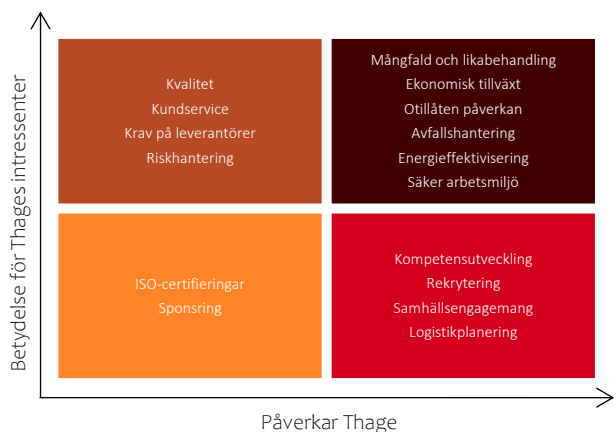 Betydelse för Thages intressenter
Kvalitet
Kundservice
Krav på leverantörer
Riskhantering
Mångfald och likabehandling
Ekonomisk tillväxt
Otillåten påverkan
Avfallshantering
Energieffektivisering
Säker arbetsmiljö
ISO-certifieringar
Sponsring
Kompetensutveckling
Rekrytering
Samhällsengagemang
Logistikplanering
Påverkar Thage